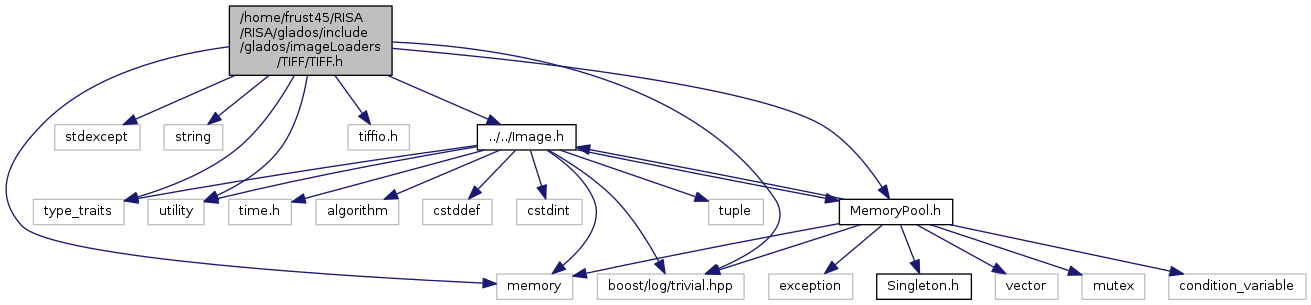 /home/frust45/RISA
/RISA/glados/include
/glados/imageLoaders
/TIFF/TIFF.h
stdexcept
string
tiffio.h
../../Image.h
type_traits
utility
time.h
algorithm
cstddef
cstdint
tuple
MemoryPool.h
memory
boost/log/trivial.hpp
exception
Singleton.h
vector
mutex
condition_variable